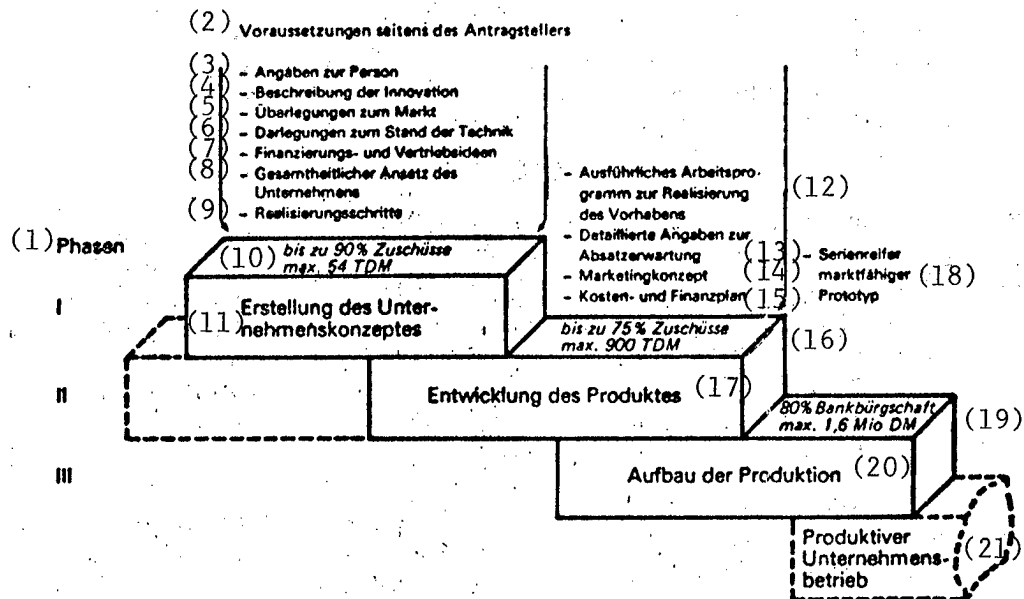 (2) Voraussetzungen seitens des Antragstellers
(3) - Angaben zur Person
(4) - Beschreibung der Innovation
(5) - Überlegungen zum Markt
(6) - Darlegungen zum Stand der Technik
(7) - Finanzierungs- und Vertriebsideen
(8) - Gesamtheitlicher Ansatz des
Unternehmens
(9) - Realisierungsschritte
- Ausführliches Arbeitspro-
gramm zur Realisierung
des Vorhabens
(12)
- Detaillierte Angaben zur
Absatzerwartung (13)
- Marketingkonzept (14)
- Kosten- und Finanzplan (15)
- Serienreifer
marktfähiger (18)
Prototyp
(1) Phasen
(10) bis zu 90% Zuschüsse
max. 54 TDM
I
(11) Erstellung des Unter-
nehmenskonzeptes
bis zu 75% Zuschüsse
max. 900 TDM
(16)
II
Entwicklung des Produktes (17)
80% Bankbürgschaft
max. 1,6 Mio DM
(19)
III
Aufbau der Produktion (20)
Produktiver
Unternehmens-
betrieb
(21)